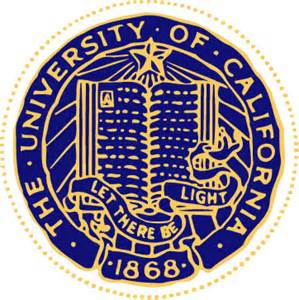 · THE · UNIVERSITY · OF · CALIFORNIA ·
A
LET THERE BE
LIGHT
· 1868 ·